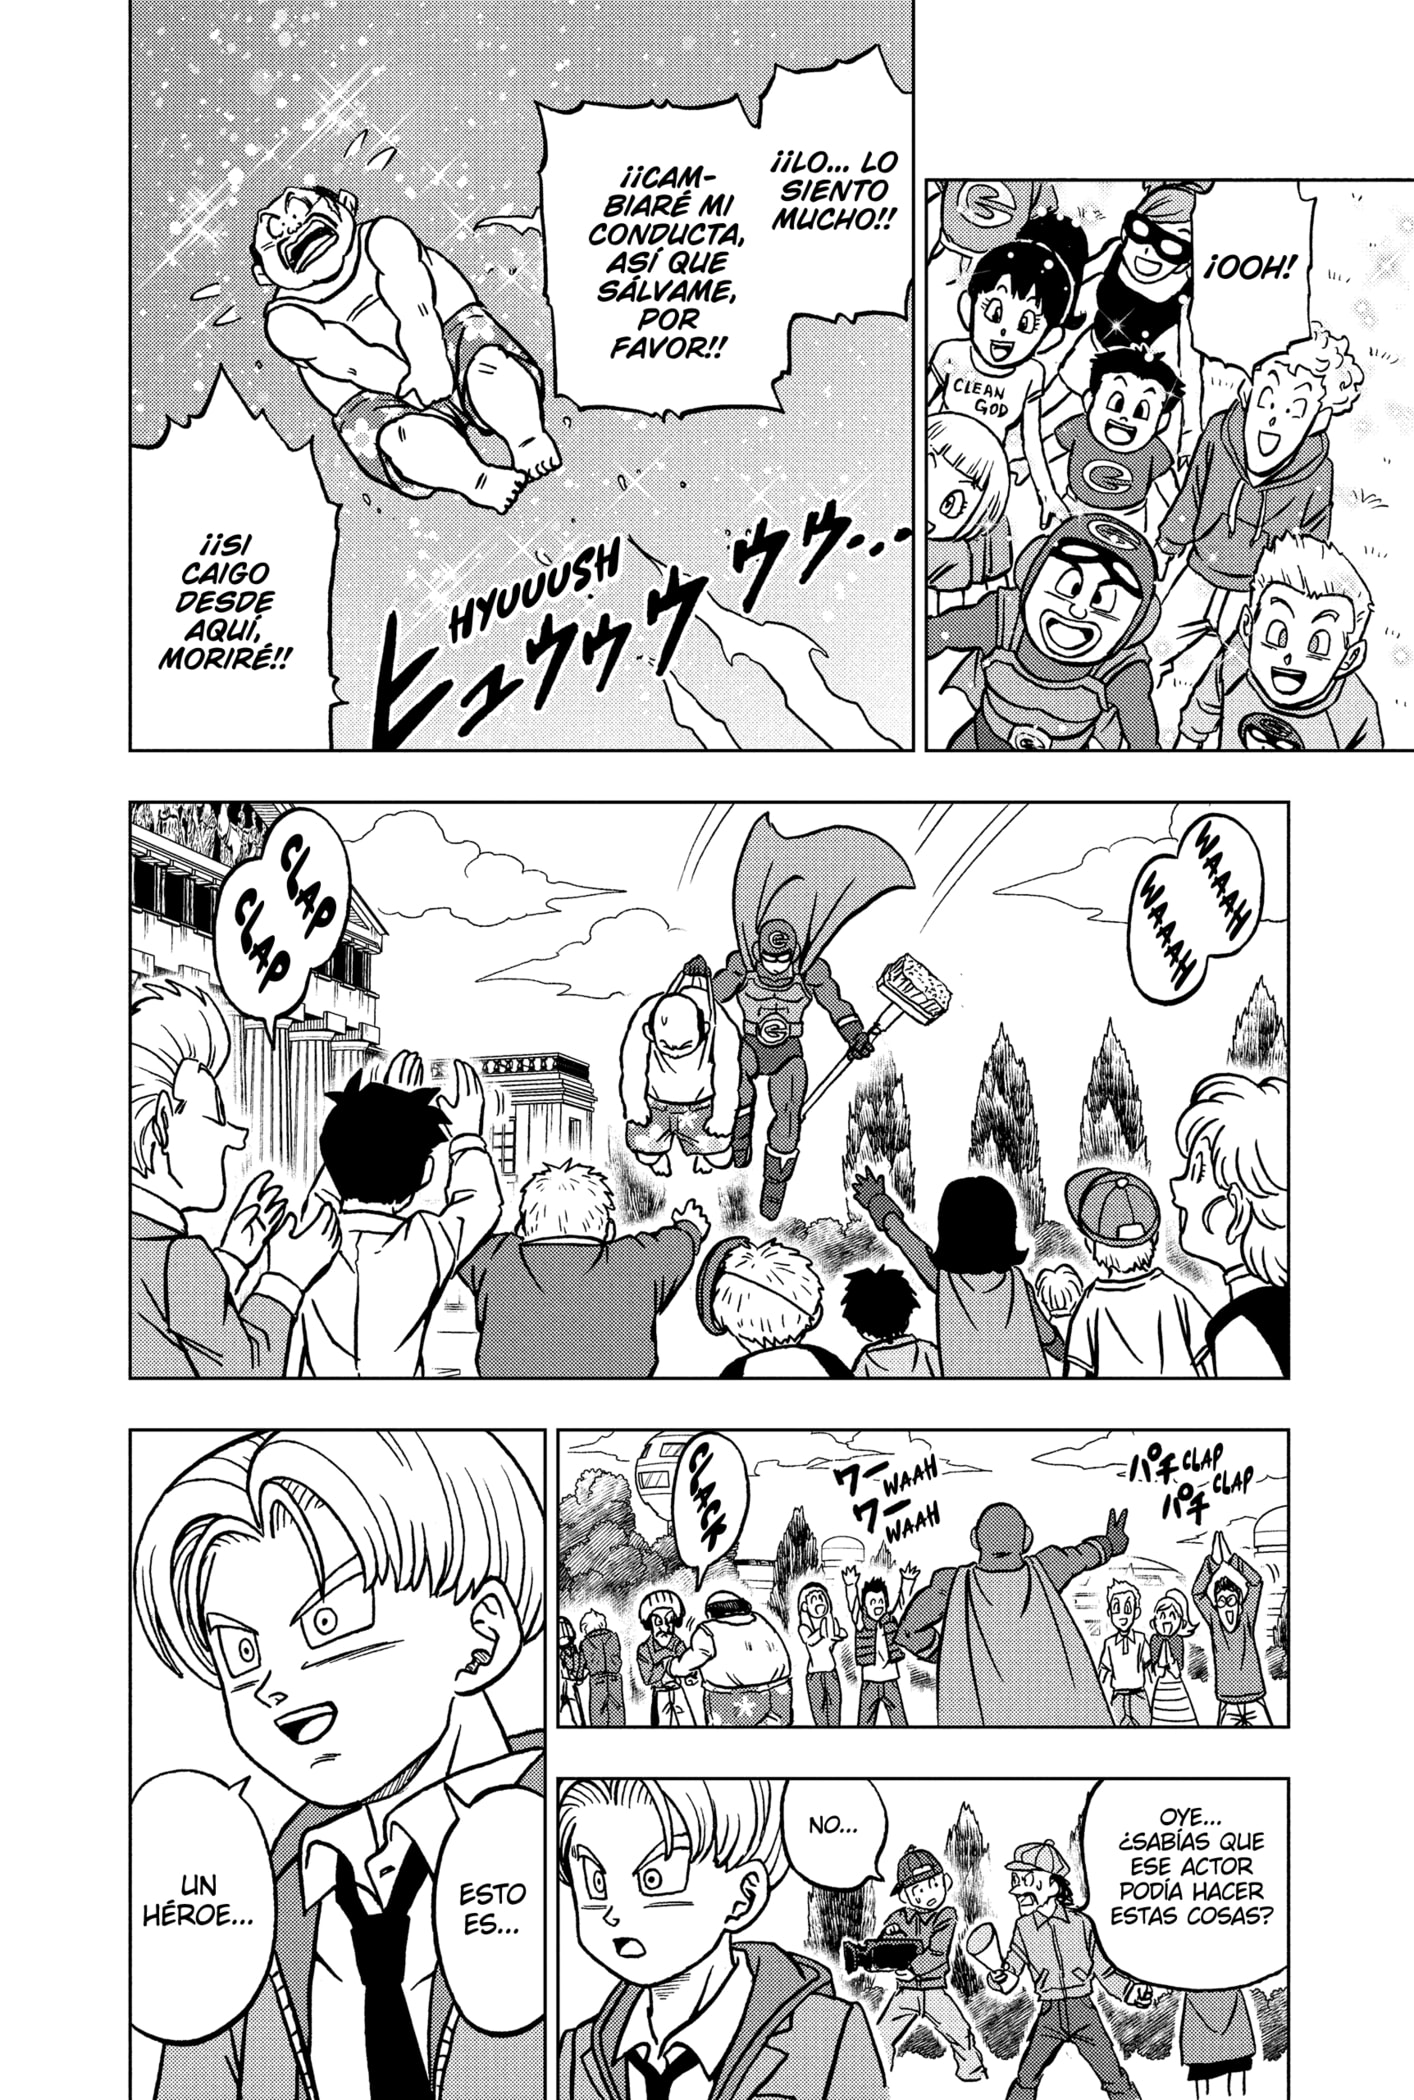 ¡OOH!
CLEAN
GOD
¡¡LO... LO
SIENTO
MUCHO!!
¡¡CAM-
BIARÉ MI
CONDUCTA,
ASÍ QUE
SÁLVAME,
POR
FAVOR!!
HYUUUSH
ヒュウウウウウゥ...
¡¡SI
CAIGO
DESDE
AQUÍ,
MORIRÉ!!
WAAAH
WAAAH
CLAP
CLAP
パチ CLAP
パチ CLAP
ワー WAAH
ワー WAAH
CLACK
OYE...
¿SABÍAS QUE
ESE ACTOR
PODÍA HACER
ESTAS COSAS?
NO...
ESTO
ES...
UN
HÉROE...